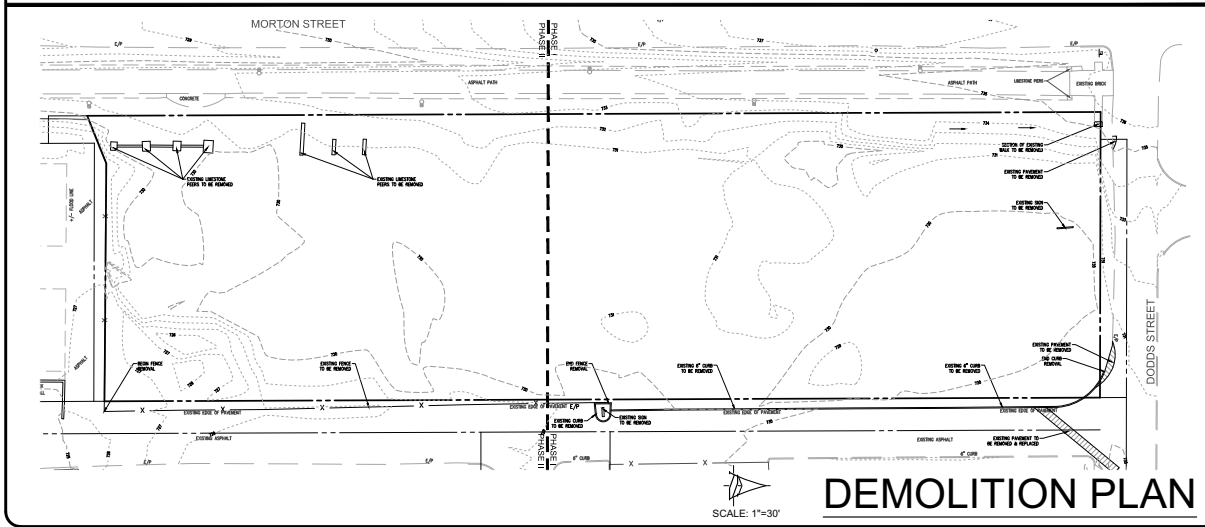 MORTON STREET
PHASE I
PHASE II
E/P
E/P
E/P
ASPHALT PATH
ASPHALT PATH
LIMESTONE PIERS
EXISTING BRICK
CONCRETE
SECTION OF EXISTING
WALK TO BE REMOVED
EXISTING PAVEMENT
TO BE REMOVED
EXISTING LIMESTONE
PEERS TO BE REMOVED
EXISTING LIMESTONE
PEERS TO BE REMOVED
EXISTING SIGN
TO BE REMOVED
+/- FLOOD LINE
ASPHALT
ASPHALT
DODDS STREET
BEGIN FENCE
REMOVAL
EXISTING FENCE
TO BE REMOVED
END FENCE
REMOVAL
EXISTING 6" CURB
TO BE REMOVED
EXISTING 6" CURB
TO BE REMOVED
EXISTING PAVEMENT
TO BE REMOVED
END CURB
REMOVAL
EXISTING EDGE OF PAVEMENT
EXISTING EDGE OF PAVEMENT
E/P
EXISTING CURB
TO BE REMOVED
EXISTING SIGN
TO BE REMOVED
EXISTING EDGE OF PAVEMENT
EXISTING EDGE OF PAVEMENT
EXISTING ASPHALT
EXISTING ASPHALT
EXISTING PAVEMENT TO
BE REMOVED & REPLACED
E/P
E/P
6" CURB
6" CURB
PHASE I
PHASE II
SCALE: 1"=30'
DEMOLITION PLAN